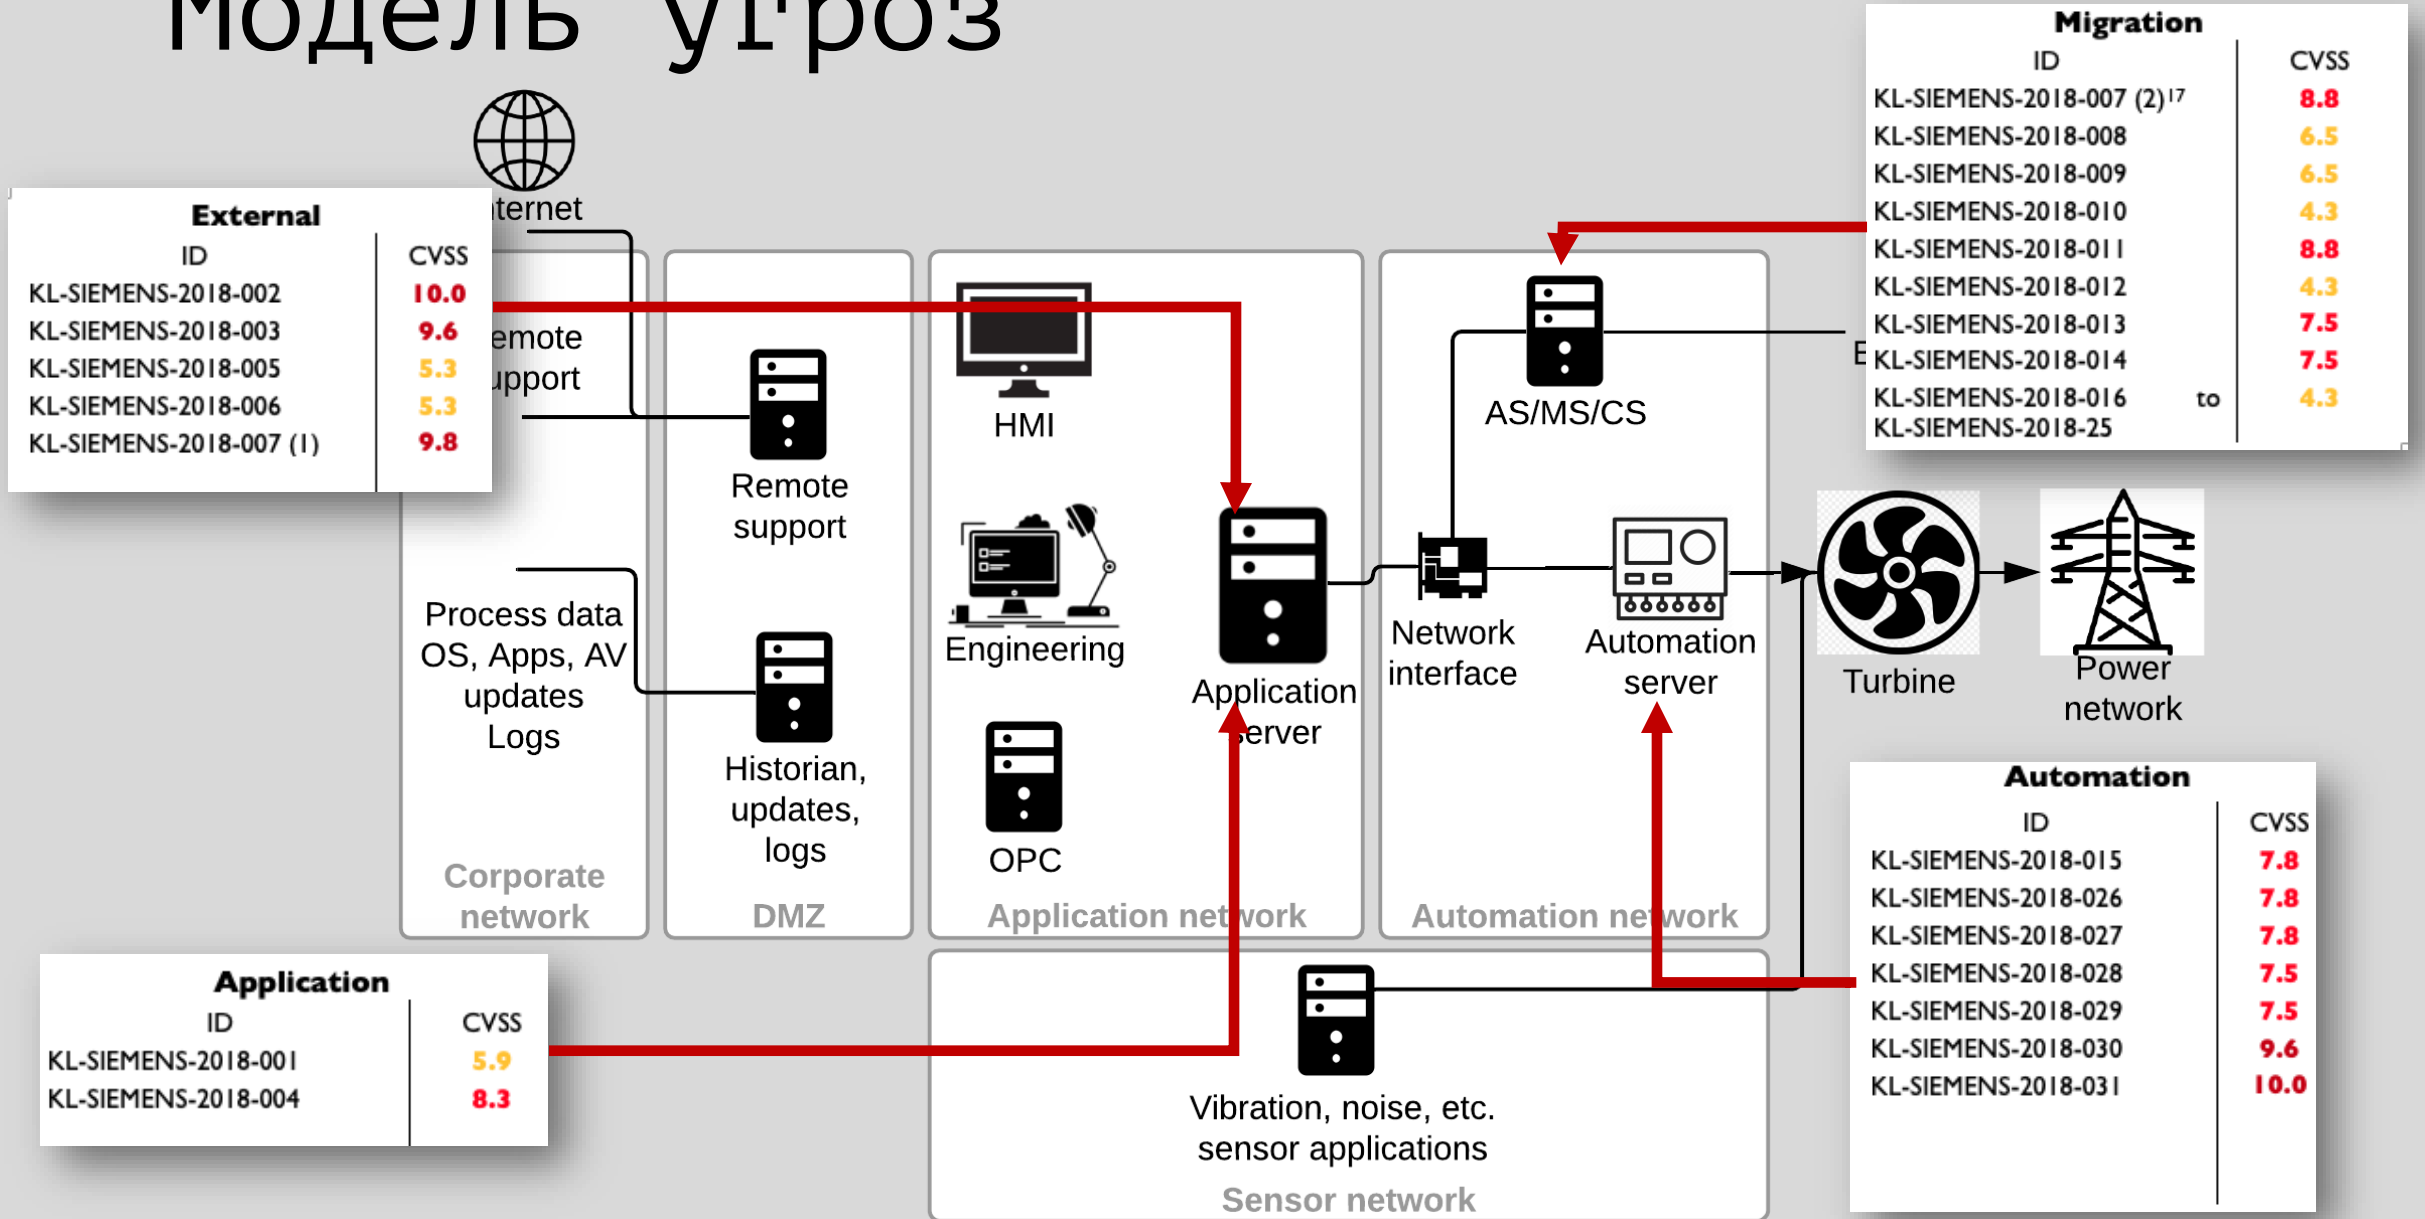 Модель угроз
Migration
ID CVSS
KL-SIEMENS-2018-007 (2)17 8.8
KL-SIEMENS-2018-008 6.5
KL-SIEMENS-2018-009 6.5
KL-SIEMENS-2018-010 4.3
KL-SIEMENS-2018-011 8.8
KL-SIEMENS-2018-012 4.3
KL-SIEMENS-2018-013 7.5
KL-SIEMENS-2018-014 7.5
KL-SIEMENS-2018-016 to 4.3
KL-SIEMENS-2018-25
External
ID CVSS
KL-SIEMENS-2018-002 10.0
KL-SIEMENS-2018-003 9.6
KL-SIEMENS-2018-005 5.3
KL-SIEMENS-2018-006 5.3
KL-SIEMENS-2018-007 (1) 9.8
nternet
emote
upport
Process data
OS, Apps, AV
updates
Logs
Corporate
network
Remote
support
Historian,
updates,
logs
DMZ
HMI
Engineering
OPC
Application
server
Application network
AS/MS/CS
Network
interface
Automation
server
Automation network
E
Turbine
Power
network
Application
ID CVSS
KL-SIEMENS-2018-001 5.9
KL-SIEMENS-2018-004 8.3
Vibration, noise, etc.
sensor applications
Sensor network
Automation
ID CVSS
KL-SIEMENS-2018-015 7.8
KL-SIEMENS-2018-026 7.8
KL-SIEMENS-2018-027 7.8
KL-SIEMENS-2018-028 7.5
KL-SIEMENS-2018-029 7.5
KL-SIEMENS-2018-030 9.6
KL-SIEMENS-2018-031 10.0